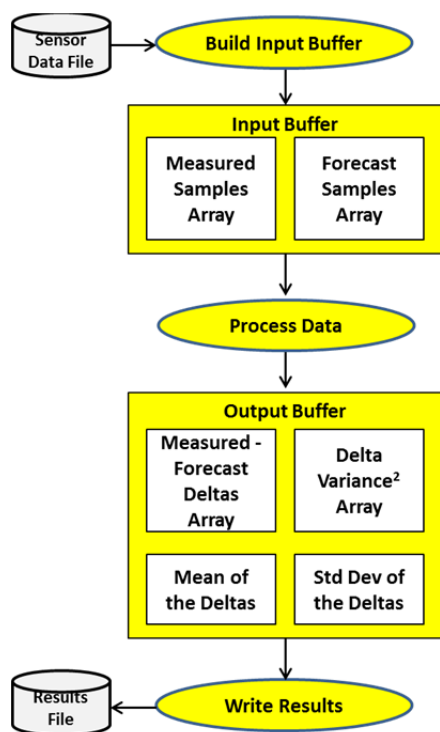 Sensor
Data File
Build Input Buffer
Input Buffer
Measured
Samples
Array
Forecast
Samples
Array
Process Data
Output Buffer
Measured -
Forecast
Deltas
Array
Delta
Variance²
Array
Mean of
the Deltas
Std Dev of
the Deltas
Results
File
Write Results